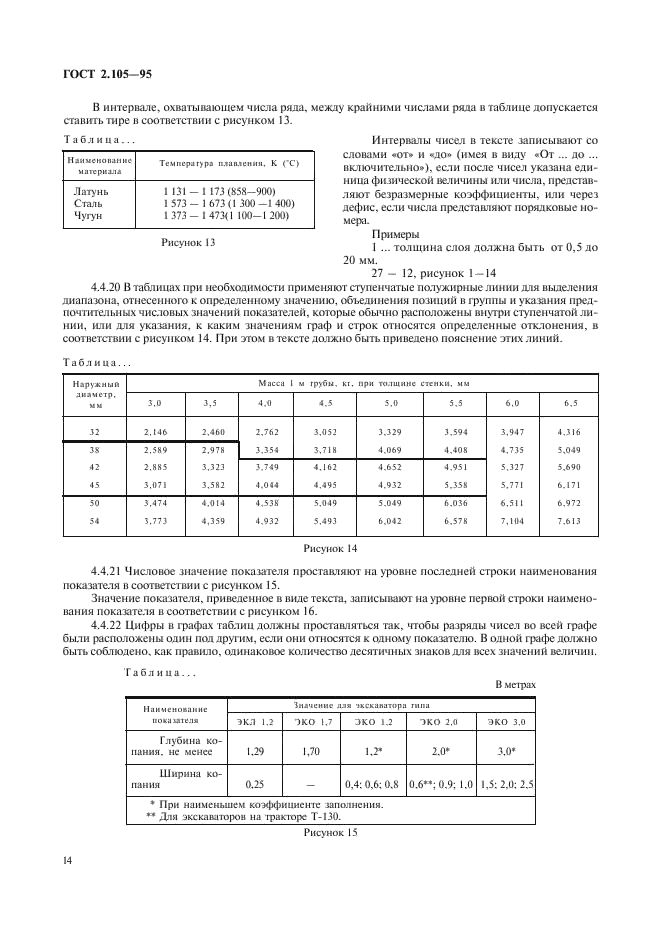 ГОСТ 2.105—95
В интервале, охватывающем числа ряда, между крайними числами ряда в таблице допускается
ставить тире в соответствии с рисунком 13.
Таблица...
Наименование материала | Температура плавления, К (°С)
Латунь | 1 131 — 1 173 (858—900)
Сталь | 1 573 — 1 673 (1 300 —1 400)
Чугун | 1 373 — 1 473(1 100—1 200)
Рисунок 13
Интервалы чисел в тексте записывают со
словами «от» и «до» (имея в виду «От ... до ...
включительно»), если после чисел указана еди-
ница физической величины или числа, представ-
ляют безразмерные коэффициенты, или через
дефис, если числа представляют порядковые но-
мера.
Примеры
1 ... толщина слоя должна быть от 0,5 до
20 мм.
27 — 12, рисунок 1—14
4.4.20 В таблицах при необходимости применяют ступенчатые полужирные линии для выделения
диапазона, отнесенного к определенному значению, объединения позиций в группы и указания пред-
почтительных числовых значений показателей, которые обычно расположены внутри ступенчатой ли-
нии, или для указания, к каким значениям граф и строк относятся определенные отклонения, в
соответствии с рисунком 14. При этом в тексте должно быть приведено пояснение этих линий.
Таблица...
Наружный диаметр, мм | Масса 1 м грубы, кг, при толщине стенки, мм
3,0 | 3,5 | 4,0 | 4,5 | 5,0 | 5,5 | 6,0 | 6,5
32 | 2,146 | 2,460 | 2,762 | 3,052 | 3,329 | 3,594 | 3,947 | 4,316
38 | 2,589 | 2,978 | 3,354 | 3,718 | 4,069 | 4,408 | 4,735 | 5,049
42 | 2,885 | 3,323 | 3,749 | 4,162 | 4,652 | 4,951 | 5,327 | 5,690
45 | 3,071 | 3,582 | 4,044 | 4,495 | 4,932 | 5,358 | 5,771 | 6,171
50 | 3,474 | 4,014 | 4,538 | 5,049 | 5,049 | 6,036 | 6,511 | 6,972
54 | 3,773 | 4,359 | 4,932 | 5,493 | 6,042 | 6,578 | 7,104 | 7,613
Рисунок 14
4.4.21 Числовое значение показателя проставляют на уровне последней строки наименования
показателя в соответствии с рисунком 15.
Значение показателя, приведенное в виде текста, записывают на уровне первой строки наимено-
вания показателя в соответствии с рисунком 16.
4.4.22 Цифры в графах таблиц должны проставляться так, чтобы разряды чисел во всей графе
были расположены один под другим, если они относятся к одному показателю. В одной графе должно
быть соблюдено, как правило, одинаковое количество десятичных знаков для всех значений величин.
Таблица...
В метрах
Наименование показателя | Значение для экскаватора гипа
ЭКЛ 1,2 | ЭКО 1,7 | ЭКО 1,2 | ЭКО 2,0 | ЭКО 3,0
Глубина ко-
пания, не менее | 1,29 | 1,70 | 1,2* | 2,0* | 3,0*
Ширина ко-
пания | 0,25 | — | 0,4; 0,6; 0,8 | 0,6**; 0,9; 1,0 | 1,5; 2,0; 2,5
* При наименьшем коэффициенте заполнения.
** Для экскаваторов на тракторе Т-130.
Рисунок 15
14